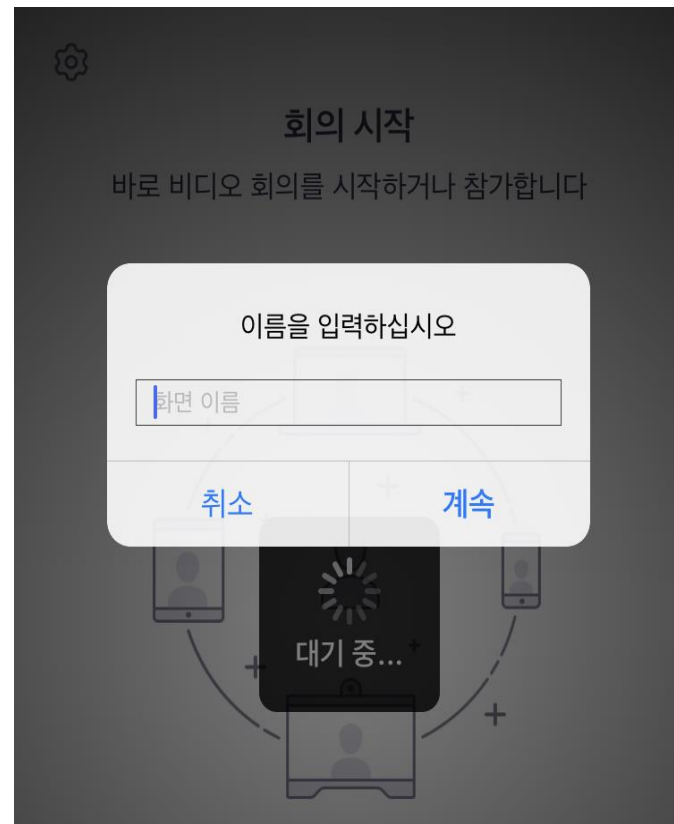 회의 시작
바로 비디오 회의를 시작하거나 참가합니다
이름을 입력하십시오
화면 이름
취소
계속
대기 중...